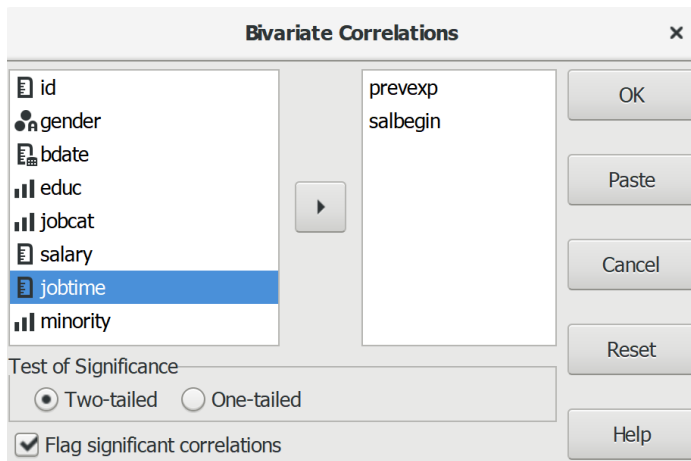 Bivariate Correlations
id
gender
bdate
educ
jobcat
salary
jobtime
minority
prevexp
salbegin
OK
Paste
Cancel
Reset
Help
Test of Significance
Two-tailed One-tailed
Flag significant correlations